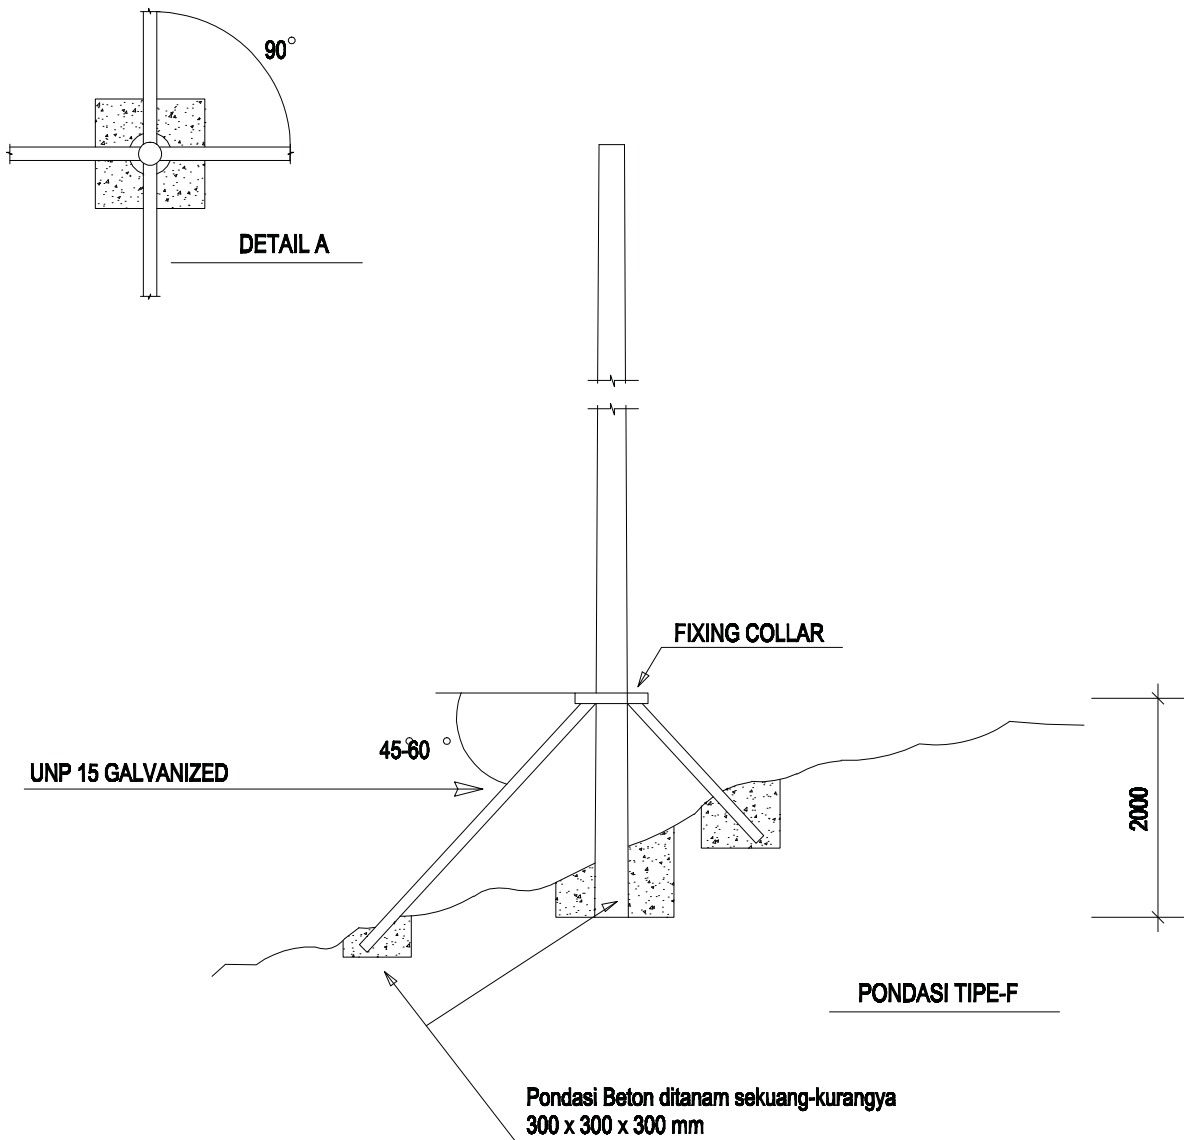 90°
DETAIL A
FIXING COLLAR
45-60°
UNP 15 GALVANIZED
2000
PONDASI TIPE-F
Pondasi Beton ditanam sekuang-kurangya
300 x 300 x 300 mm